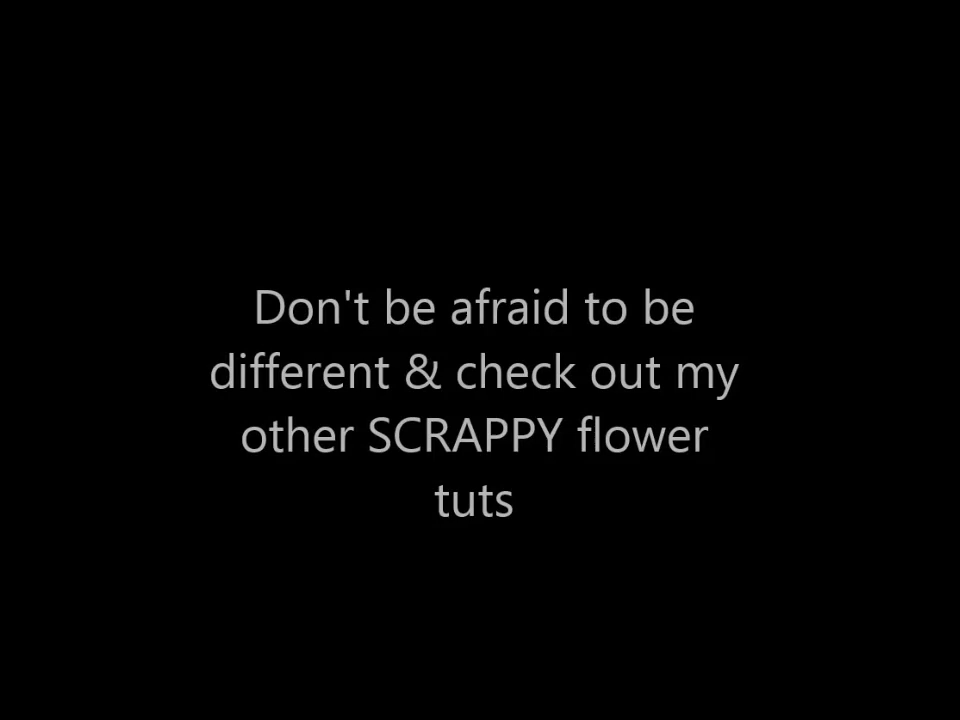 Don't be afraid to be
different & check out my
other SCRAPPY flower
tuts